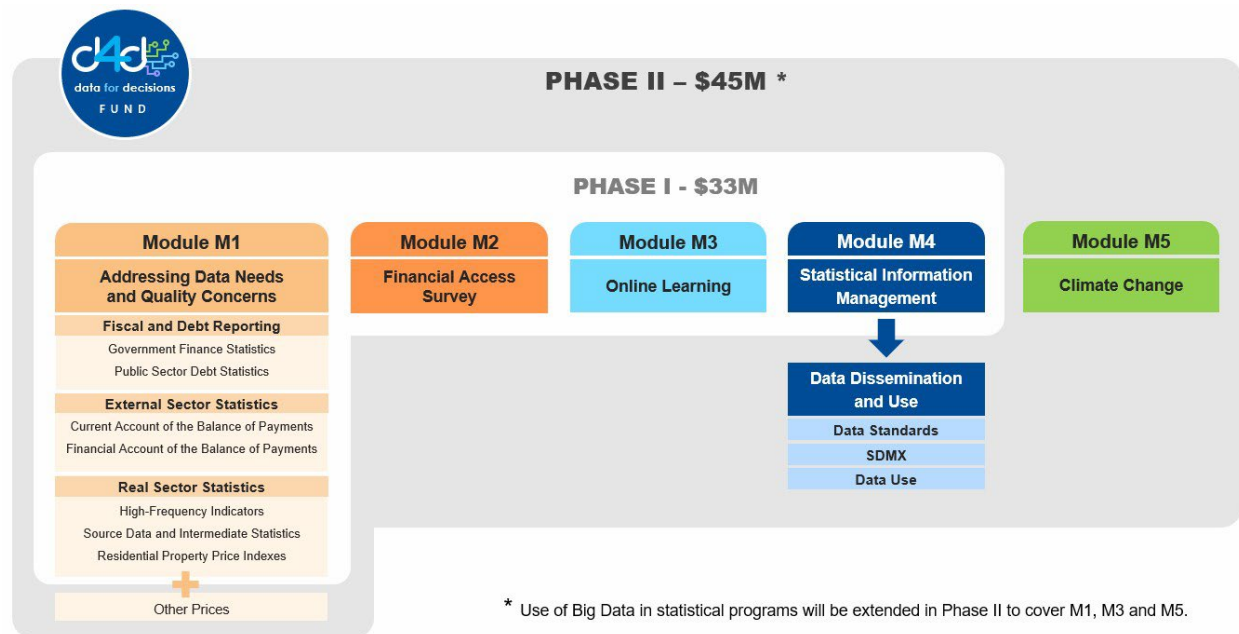 d4d
data for decisions
FUND
PHASE II – $45M *
PHASE I - $33M
Module M1
Addressing Data Needs
and Quality Concerns
Fiscal and Debt Reporting
Government Finance Statistics
Public Sector Debt Statistics
External Sector Statistics
Current Account of the Balance of Payments
Financial Account of the Balance of Payments
Real Sector Statistics
High-Frequency Indicators
Source Data and Intermediate Statistics
Residential Property Price Indexes
Other Prices
Module M2
Financial Access
Survey
Module M3
Online Learning
Module M4
Statistical Information
Management
Data Dissemination
and Use
Data Standards
SDMX
Data Use
Module M5
Climate Change
* Use of Big Data in statistical programs will be extended in Phase II to cover M1, M3 and M5.